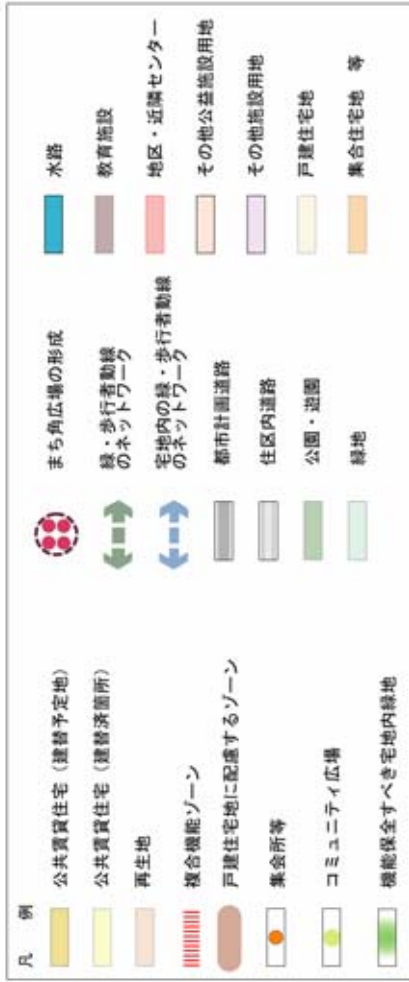 凡　例
公共賃貸住宅（建替予定地）
公共賃貸住宅（建替済箇所）
再生地
複合機能ゾーン
戸建住宅地に配慮するゾーン
集会所等
コミュニティ広場
機能保全すべき宅地内緑地
まち角広場の形成
緑・歩行者動線
のネットワーク
宅地内の緑・歩行者動線
のネットワーク
都市計画道路
住区内道路
公園・遊園
緑地
水路
教育施設
地区・近隣センター
その他公益施設用地
その他施設用地
戸建住宅地
集合住宅地　等